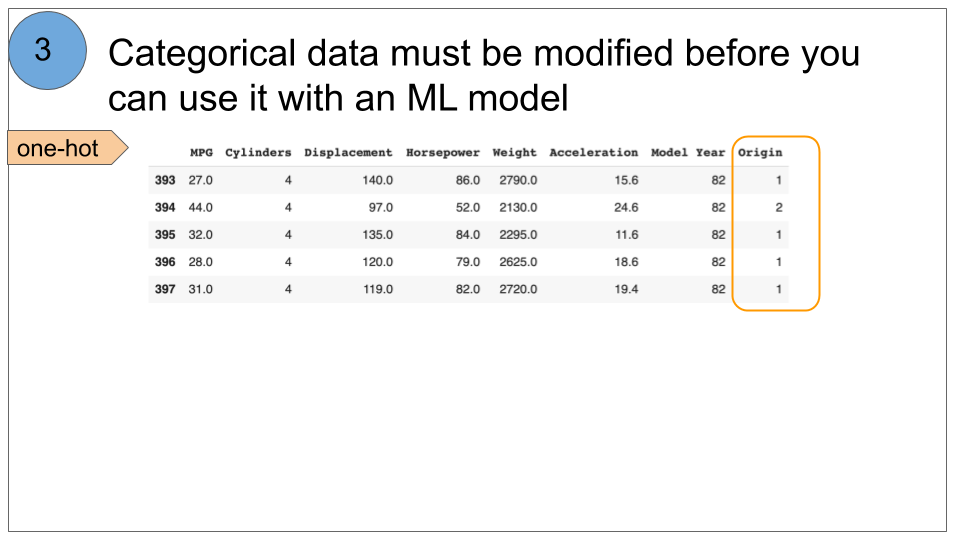 3
Categorical data must be modified before you
can use it with an ML model
one-hot
MPG Cylinders Displacement Horsepower Weight Acceleration Model Year Origin
393 27.0 4 140.0 86.0 2790.0 15.6 82 1
394 44.0 4 97.0 52.0 2130.0 24.6 82 2
395 32.0 4 135.0 84.0 2295.0 11.6 82 1
396 28.0 4 120.0 79.0 2625.0 18.6 82 1
397 31.0 4 119.0 82.0 2720.0 19.4 82 1